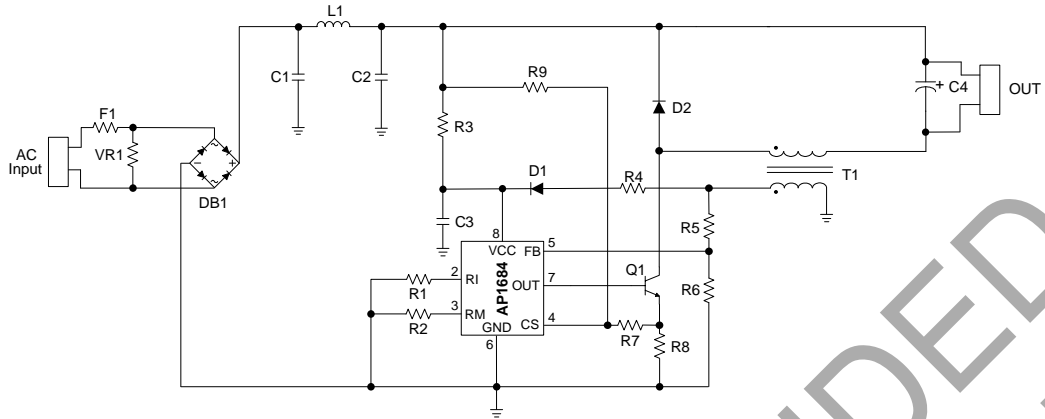 L1
C1
C2
R9
R3
D2
+ C4
OUT
F1
VR1
AC
Input
~
~
-
+
DB1
D1
R4
T1
C3
R5
8
VCC
5
FB
2
RI
R1
AP1684
OUT
7
Q1
R6
3
RM
R2
GND
6
CS
4
R7
R8
NDED